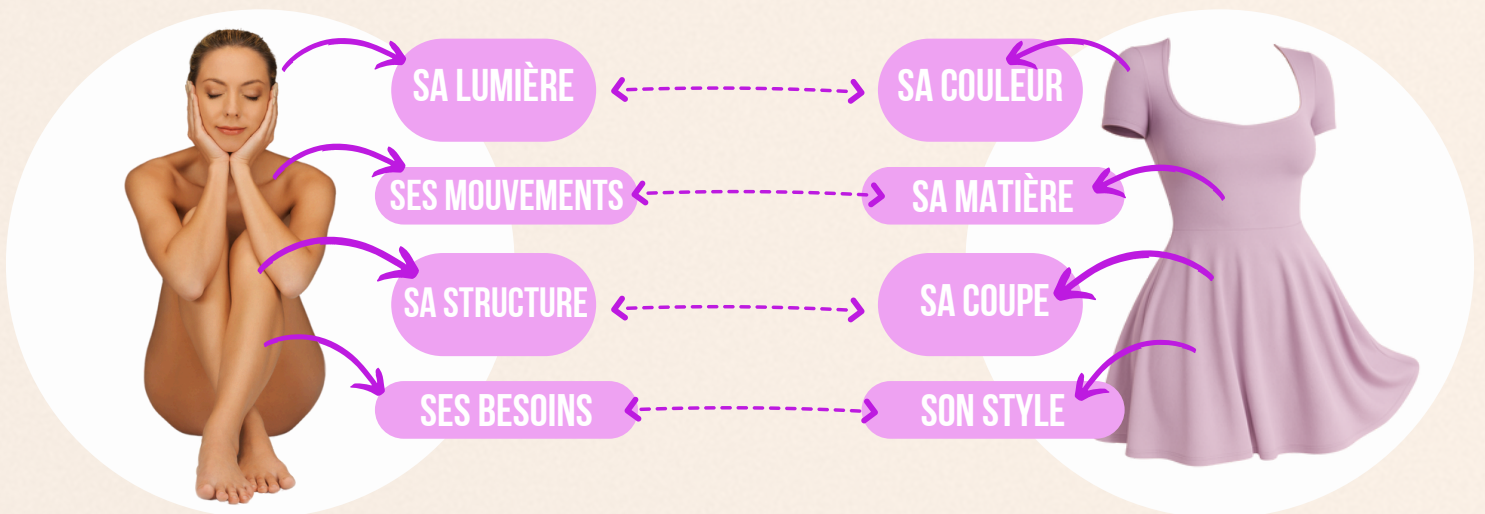 SA LUMIÈRE
SA COULEUR
SES MOUVEMENTS
SA MATIÈRE
SA STRUCTURE
SA COUPE
SES BESOINS
SON STYLE